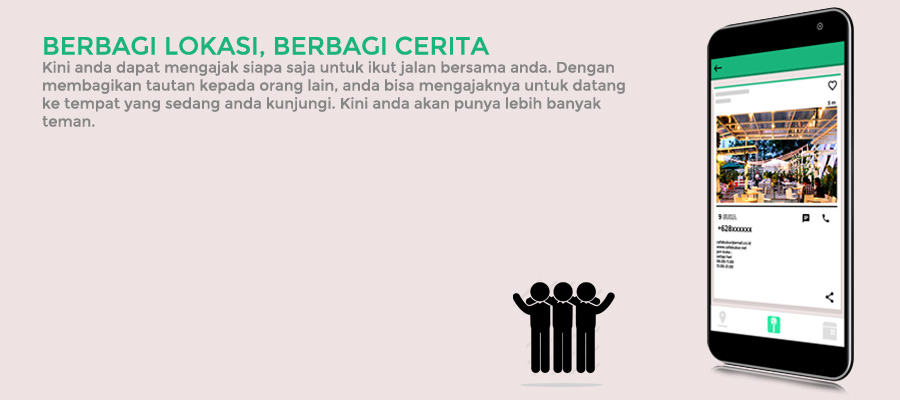 BERBAGI LOKASI, BERBAGI CERITA
Kini anda dapat mengajak siapa saja untuk ikut jalan bersama anda. Dengan
membagikan tautan kepada orang lain, anda bisa mengajaknya untuk datang
ke tempat yang sedang anda kunjungi. Kini anda akan punya lebih banyak
teman.
5 m
+628xxxxxx